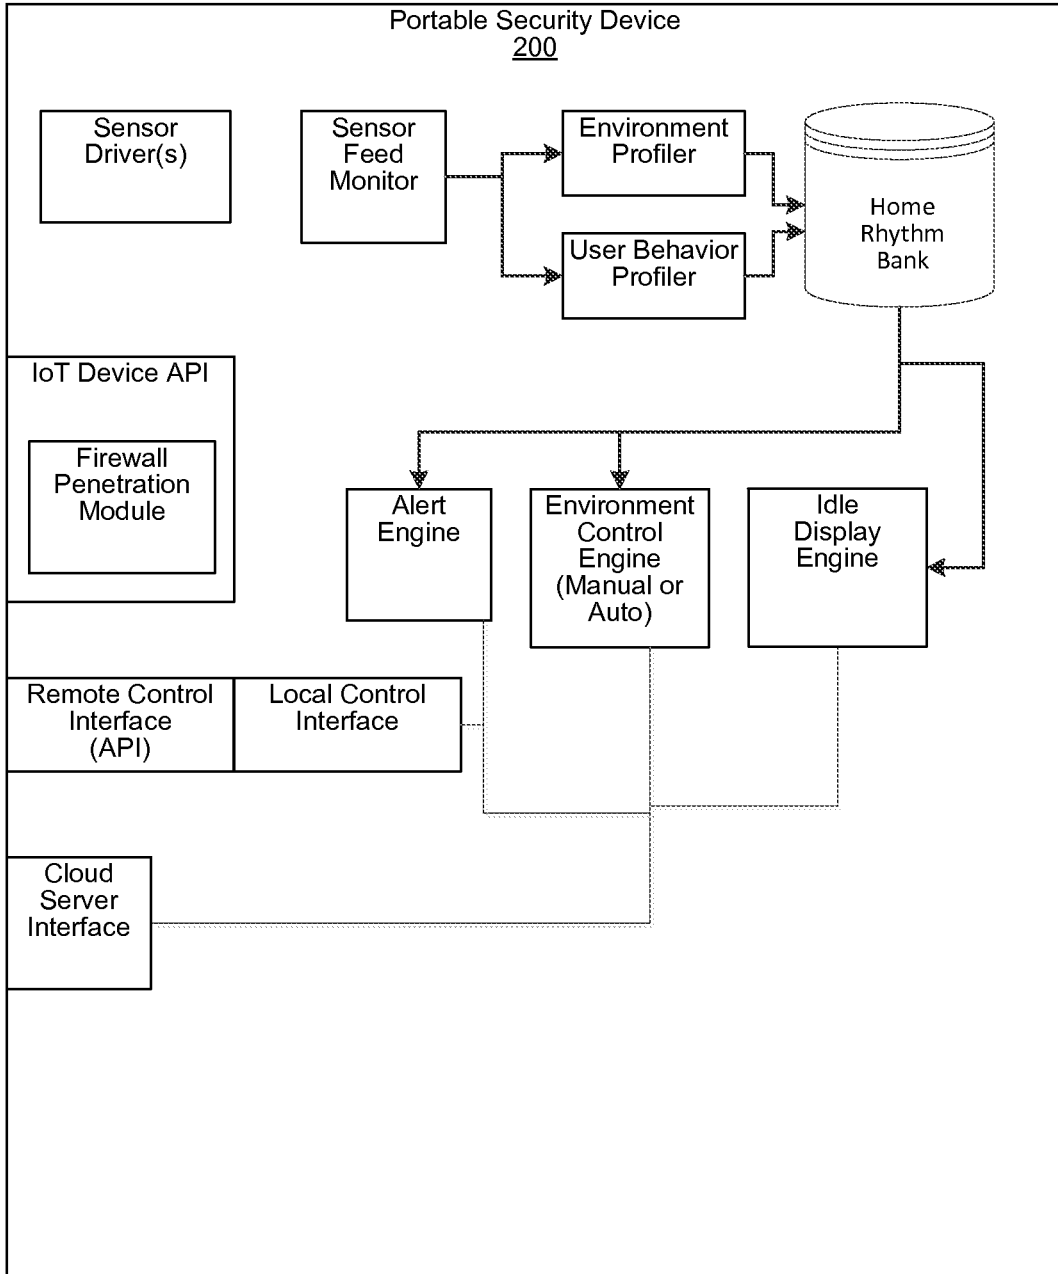 Portable Security Device
200
Sensor
Driver(s)
Sensor
Feed
Monitor
Environment
Profiler
User Behavior
Profiler
Home
Rhythm
Bank
IoT Device API
Firewall
Penetration
Module
Alert
Engine
Environment
Control
Engine
(Manual or
Auto)
Idle
Display
Engine
Remote Control
Interface
(API)
Local Control
Interface
Cloud
Server
Interface